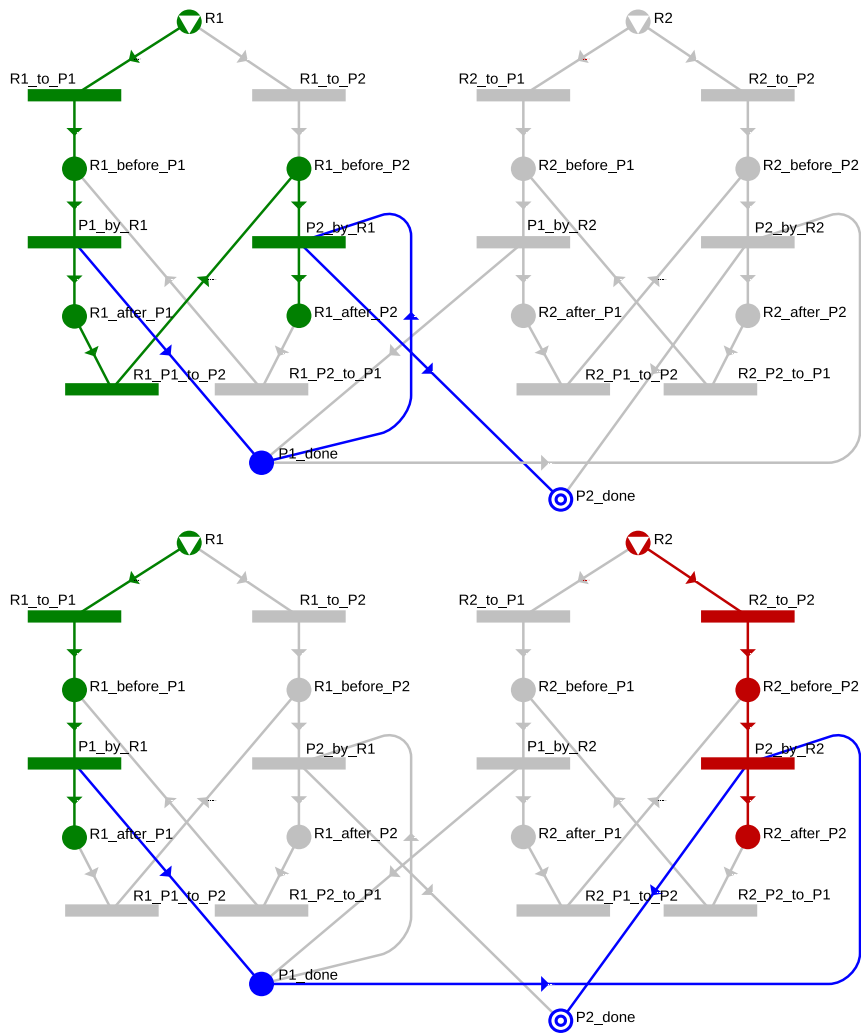 R1
R2
R1_to_P1
R1_to_P2
R2_to_P1
R2_to_P2
R1_before_P1
R1_before_P2
R2_before_P1
R2_before_P2
P1_by_R1
P2_by_R1
P1_by_R2
P2_by_R2
R1_after_P1
R1_after_P2
R2_after_P1
R2_after_P2
R1_P1_to_P2
R1_P2_to_P1
R2_P1_to_P2
R2_P2_to_P1
P1_done
P2_done
R1
R2
R1_to_P1
R1_to_P2
R2_to_P1
R2_to_P2
R1_before_P1
R1_before_P2
R2_before_P1
R2_before_P2
P1_by_R1
P2_by_R1
P1_by_R2
P2_by_R2
R1_after_P1
R1_after_P2
R2_after_P1
R2_after_P2
R1_P1_to_P2
R1_P2_to_P1
R2_P1_to_P2
R2_P2_to_P1
P1_done
P2_done